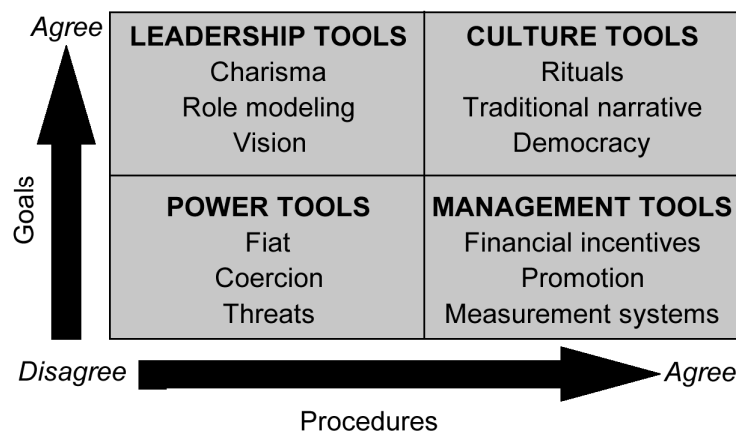 Agree
LEADERSHIP TOOLS
Charisma
Role modeling
Vision
CULTURE TOOLS
Rituals
Traditional narrative
Democracy
Goals
POWER TOOLS
Fiat
Coercion
Threats
MANAGEMENT TOOLS
Financial incentives
Promotion
Measurement systems
Disagree
Agree
Procedures